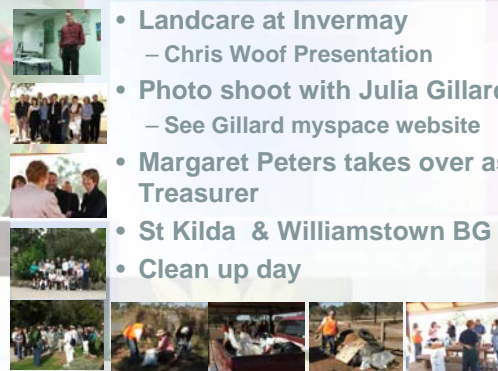 • Landcare at Invermay
– Chris Woof Presentation
• Photo shoot with Julia Gillard
– See Gillard myspace website
• Margaret Peters takes over as
Treasurer
• St Kilda & Williamstown BG
• Clean up day